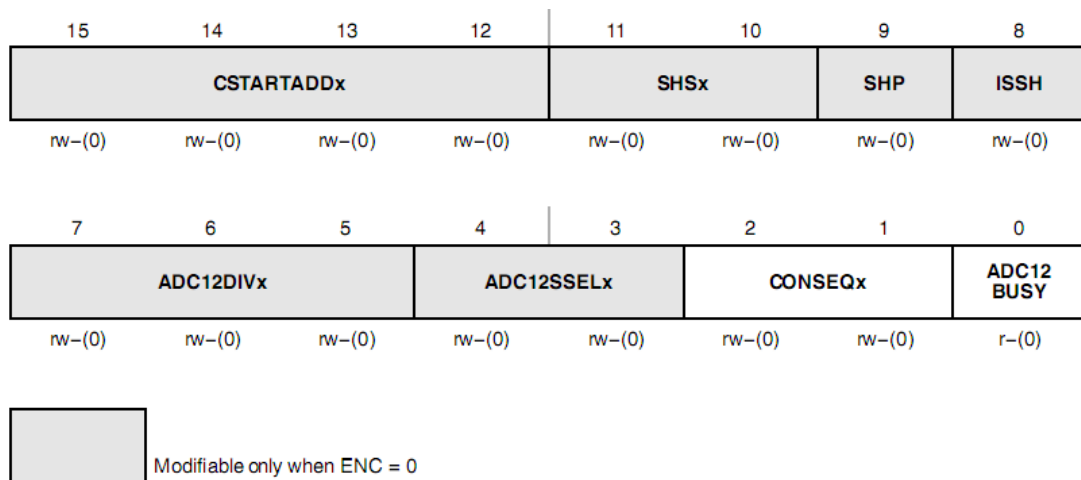 15 14 13 12 11 10 9 8
CSTARTADDx SHSx SHP ISSH
rw−(0) rw−(0) rw−(0) rw−(0) rw−(0) rw−(0) rw−(0) rw−(0)
7 6 5 4 3 2 1 0
ADC12DIVx ADC12SSELx CONSEQx ADC12
BUSY
rw−(0) rw−(0) rw−(0) rw−(0) rw−(0) rw−(0) rw−(0) r−(0)
Modifiable only when ENC = 0